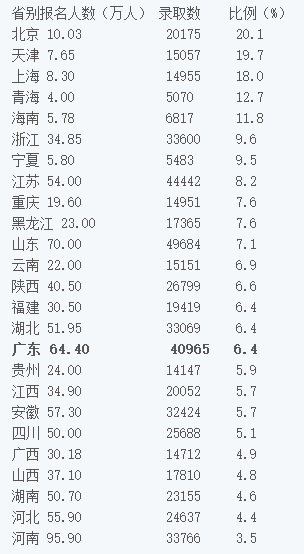 省别报名人数（万人） 录取数 比例（%）
北京 10.03 20175 20.1
天津 7.65 15057 19.7
上海 8.30 14955 18.0
青海 4.00 5070 12.7
海南 5.78 6817 11.8
浙江 34.85 33600 9.6
宁夏 5.80 5483 9.5
江苏 54.00 44442 8.2
重庆 19.60 14951 7.6
黑龙江 23.00 17365 7.6
山东 70.00 49684 7.1
云南 22.00 15151 6.9
陕西 40.50 26799 6.6
福建 30.50 19419 6.4
湖北 51.95 33069 6.4
广东 64.40 40965 6.4
贵州 24.00 14147 5.9
江西 34.90 20052 5.7
安徽 57.30 32424 5.7
四川 50.00 25688 5.1
广西 30.18 14712 4.9
山西 37.10 17810 4.8
湖南 50.70 23155 4.6
河北 55.90 24637 4.4
河南 95.90 33766 3.5